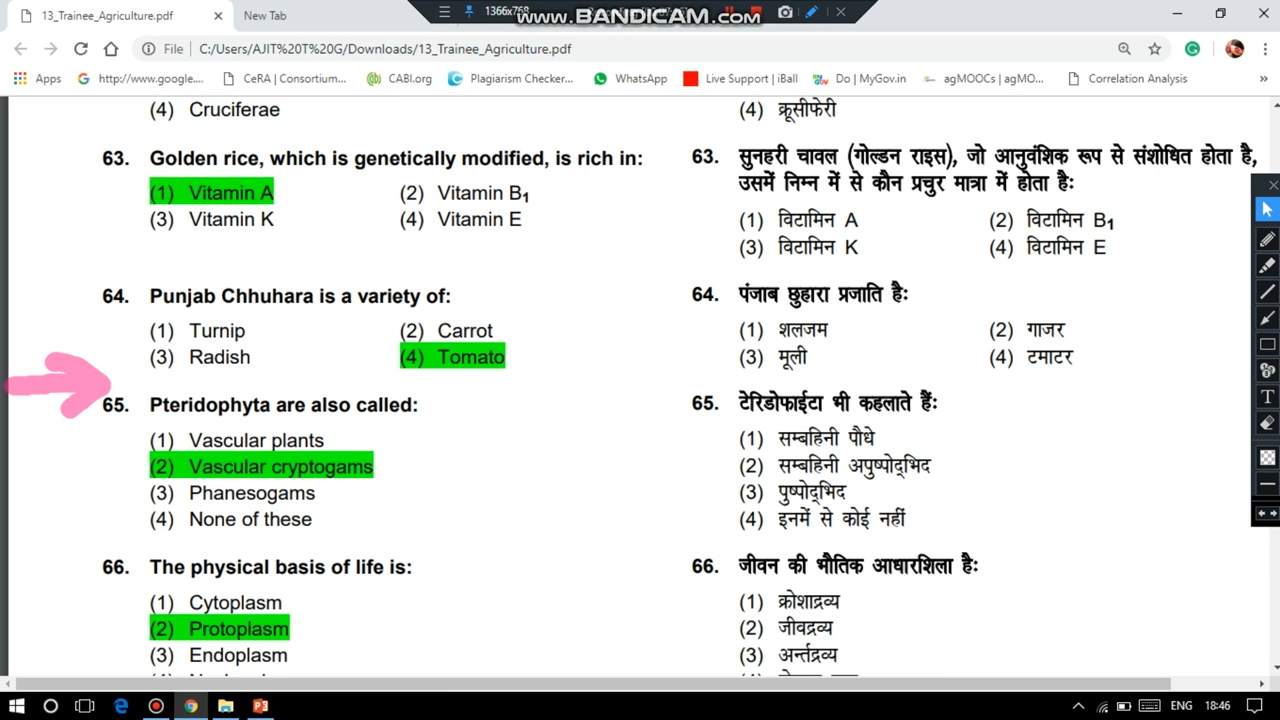 13_Trainee_Agriculture.pdf
New Tab
1366x768
www.BANDICAM.com
File
C:/Users/AJIT%20T%20G/Downloads/13_Trainee_Agriculture.pdf
Apps
http://www.google....
CeRA | Consortium...
CABI.org
Plagiarism Checker...
WhatsApp
Live Support | iBall
Do | MyGov.in
agMOOCs | agMO...
Correlation Analysis
»
(4) Cruciferae
63. Golden rice, which is genetically modified, is rich in:
(1) Vitamin A (2) Vitamin B1
(3) Vitamin K (4) Vitamin E
64. Punjab Chhuhara is a variety of:
(1) Turnip (2) Carrot
(3) Radish (4) Tomato
65. Pteridophyta are also called:
(1) Vascular plants
(2) Vascular cryptogams
(3) Phanesogams
(4) None of these
66. The physical basis of life is:
(1) Cytoplasm
(2) Protoplasm
(3) Endoplasm
(4) क्रूसीफेरी
63. सुनहरी चावल (गोल्डन राइस), जो आनुवंशिक रूप से संशोधित होता है,
उसमें निम्न में से कौन प्रचुर मात्रा में होता हैः
(1) विटामिन A (2) विटामिन B1
(3) विटामिन K (4) विटामिन E
64. पंजाब छुहारा प्रजाति हैः
(1) शलजम (2) गाजर
(3) मूली (4) टमाटर
65. टेरिडोफाईटा भी कहलाते हैंः
(1) सम्बहिनी पौधे
(2) सम्बहिनी अपुष्पोद्भिद
(3) पुष्पोद्भिद
(4) इनमें से कोई नहीं
66. जीवन की भौतिक आधारशिला हैः
(1) क्रोशाद्रव्य
(2) जीवद्रव्य
(3) अर्न्तद्रव्य
ENG
18:46